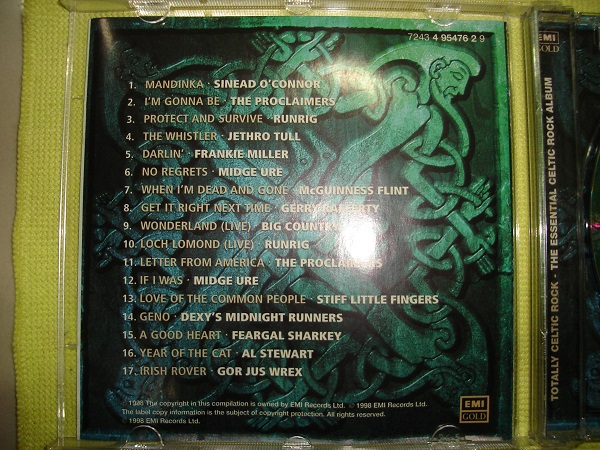 7243 4 95476 2 9
1. MANDINKA · SINEAD O'CONNOR
2. I'M GONNA BE · THE PROCLAIMERS
3. PROTECT AND SURVIVE · RUNRIG
4. THE WHISTLER · JETHRO TULL
5. DARLIN' · FRANKIE MILLER
6. NO REGRETS · MIDGE URE
7. WHEN I'M DEAD AND GONE · McGUINNESS FLINT
8. GET IT RIGHT NEXT TIME · GERRY RAFFERTY
9. WONDERLAND (LIVE) · BIG COUNTRY
10. LOCH LOMOND (LIVE) · RUNRIG
11. LETTER FROM AMERICA · THE PROCLAIMERS
12. IF I WAS · MIDGE URE
13. LOVE OF THE COMMON PEOPLE · STIFF LITTLE FINGERS
14. GENO · DEXY'S MIDNIGHT RUNNERS
15. A GOOD HEART · FEARGAL SHARKEY
16. YEAR OF THE CAT · AL STEWART
17. IRISH ROVER · GOR JUS WREX
℗ 1998 The copyright in this compilation is owned by EMI Records Ltd. © 1998 EMI Records Ltd.
The label copy information is the subject of copyright protection. All rights reserved.
© 1998 EMI Records Ltd.
EMI
GOLD
EMI
GOLD
TOTALLY CELTIC ROCK - THE ESSENTIAL CELTIC ROCK ALBUM